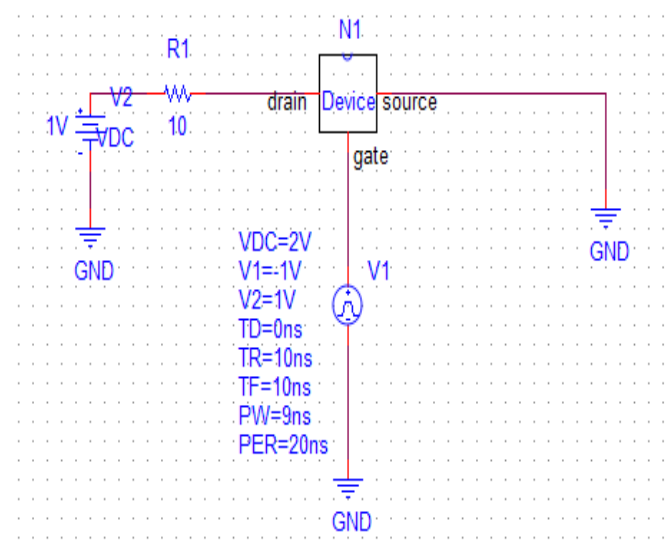 N1
R1
V2
drain
Device
source
1V
VDC
10
gate
GND
GND
VDC=2V
V1=-1V
V1
V2=1V
TD=0ns
TR=10ns
TF=10ns
PW=9ns
PER=20ns
GND